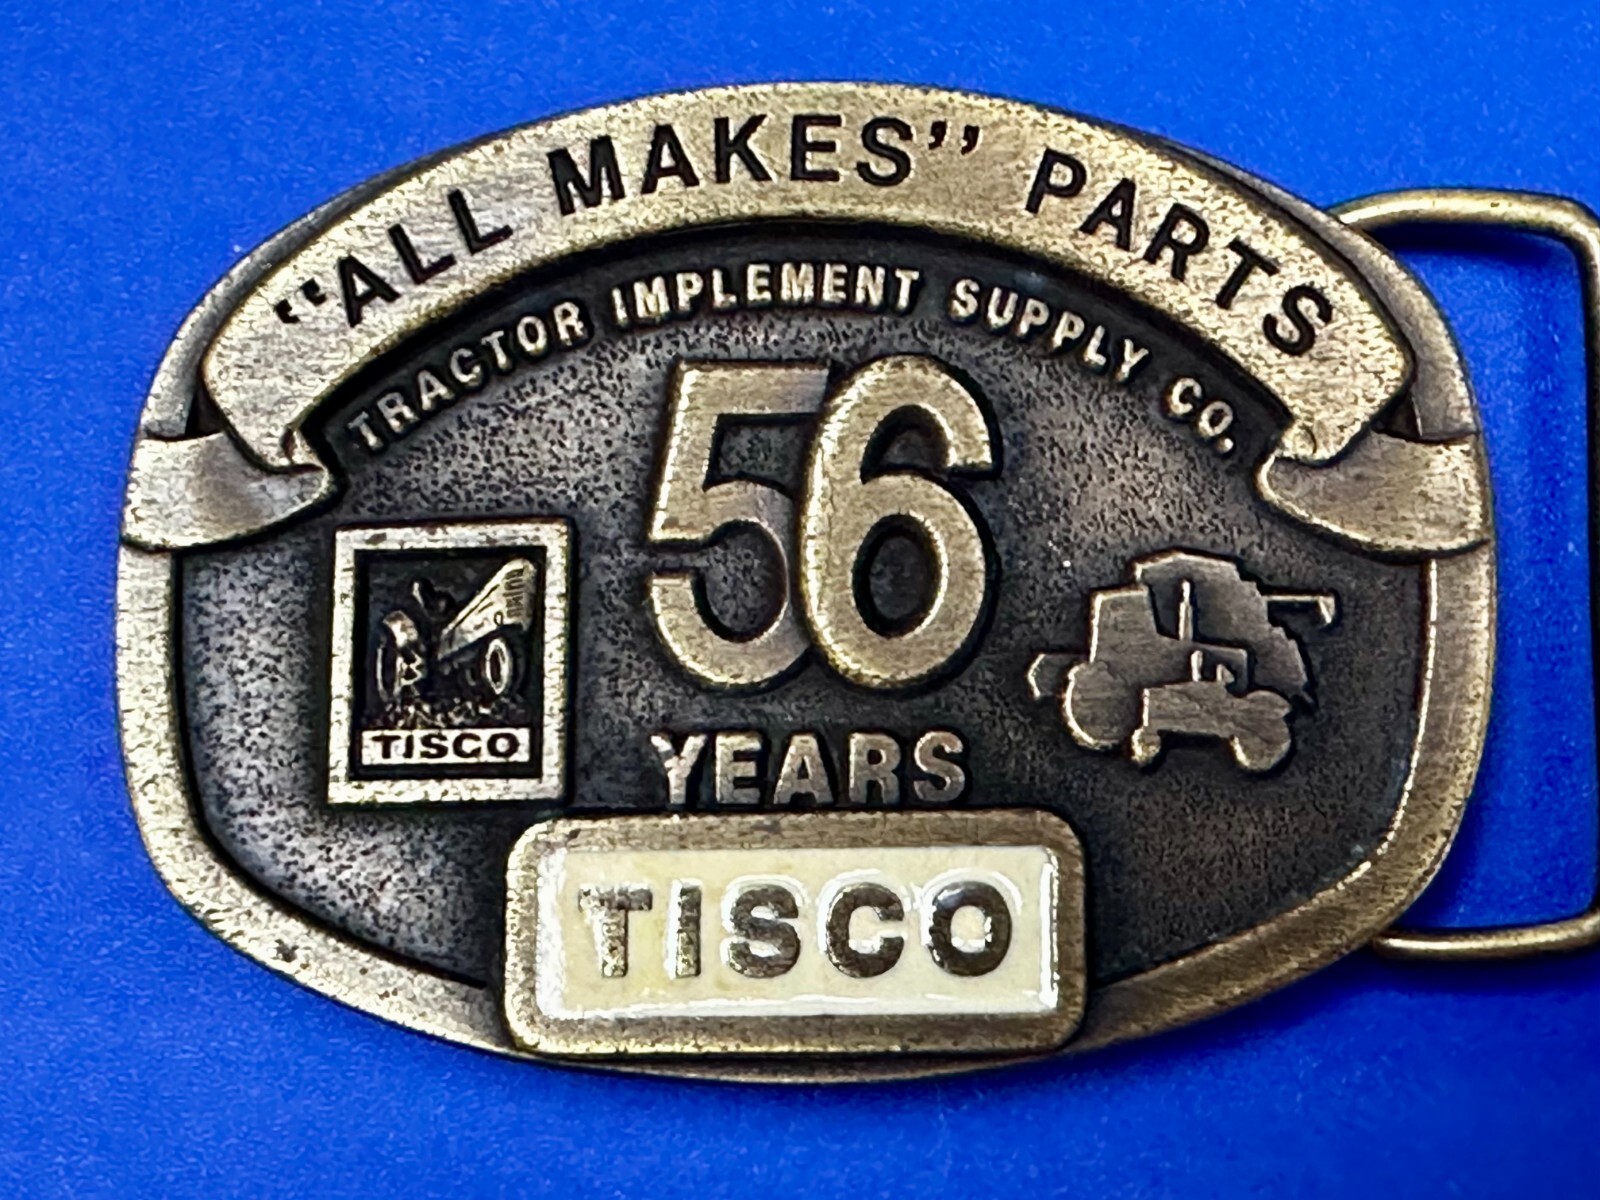 "ALL MAKES" PARTS
TRACTOR IMPLEMENT SUPPLY CO.
56
YEARS
TISCO
TISCO